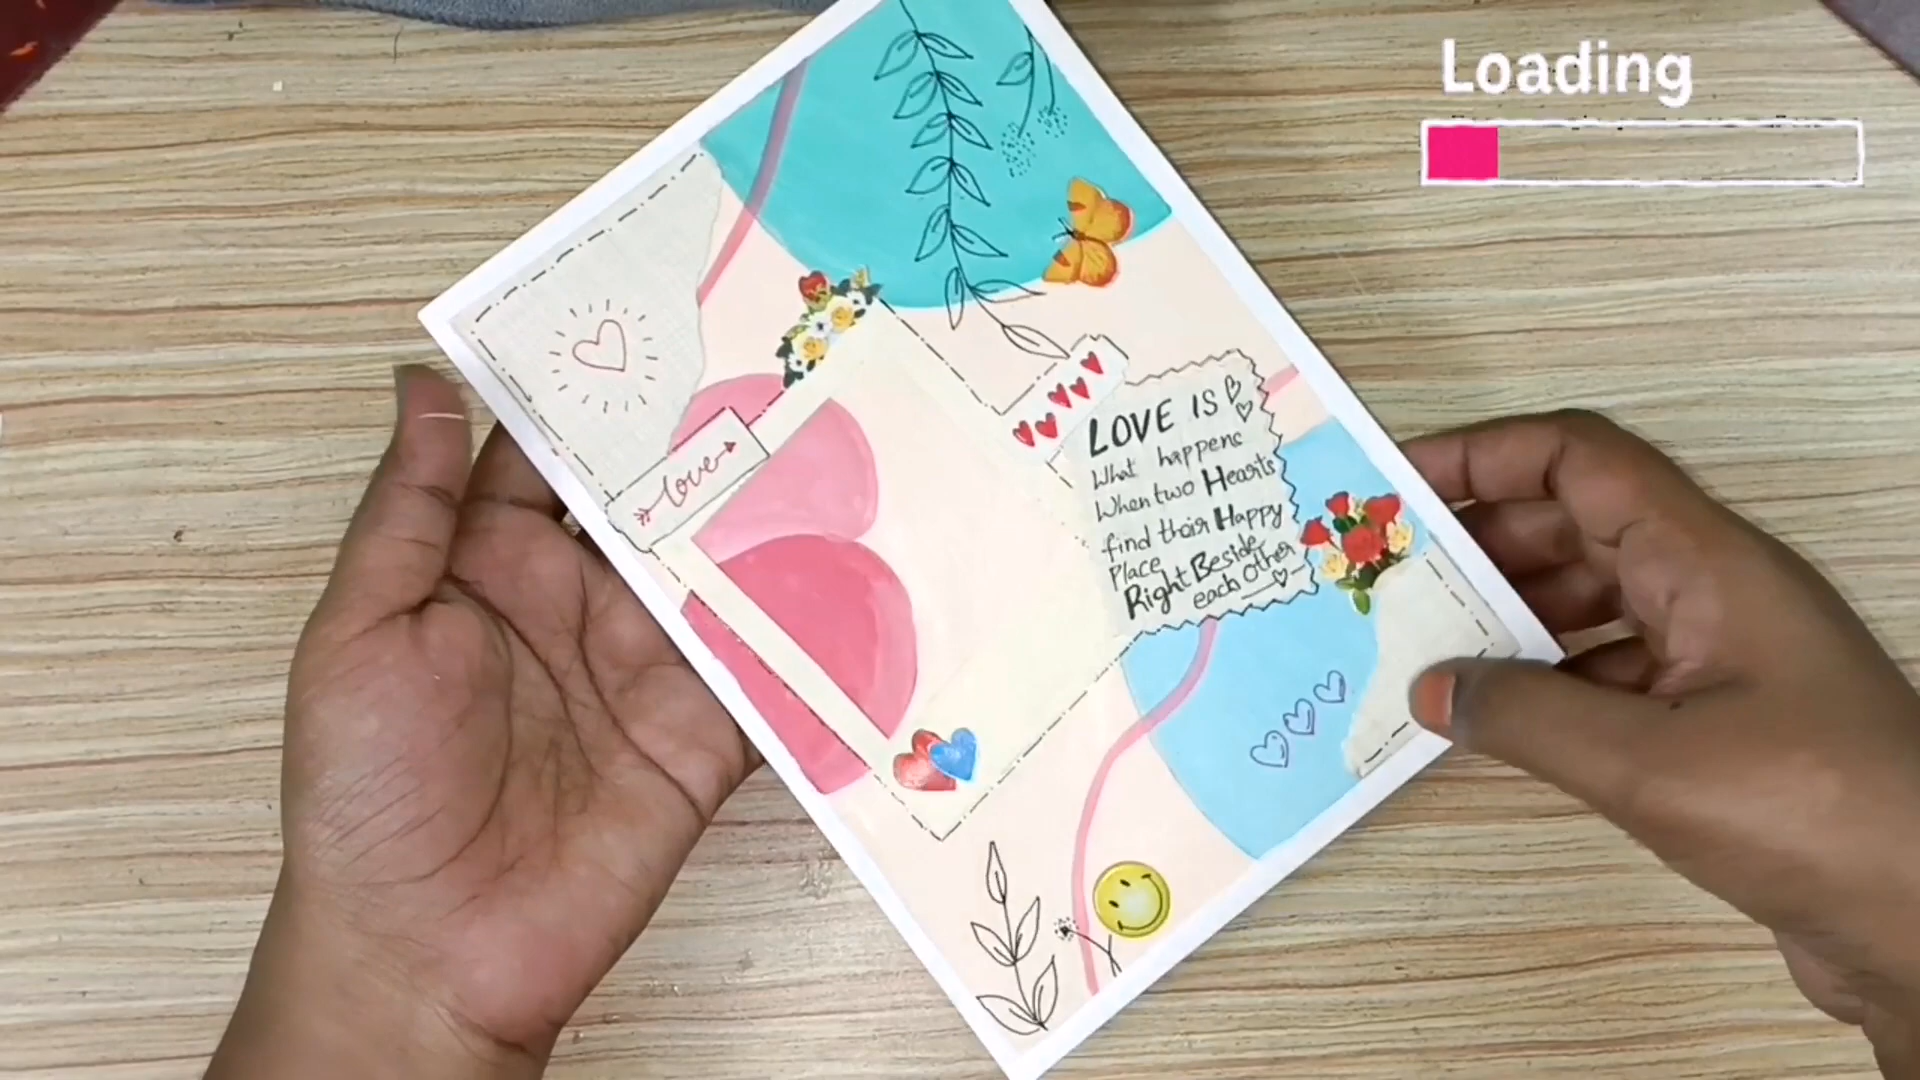 Loading
love
LOVE IS
What happens
When two Hearts
find their Happy
Place
Right Beside
each other